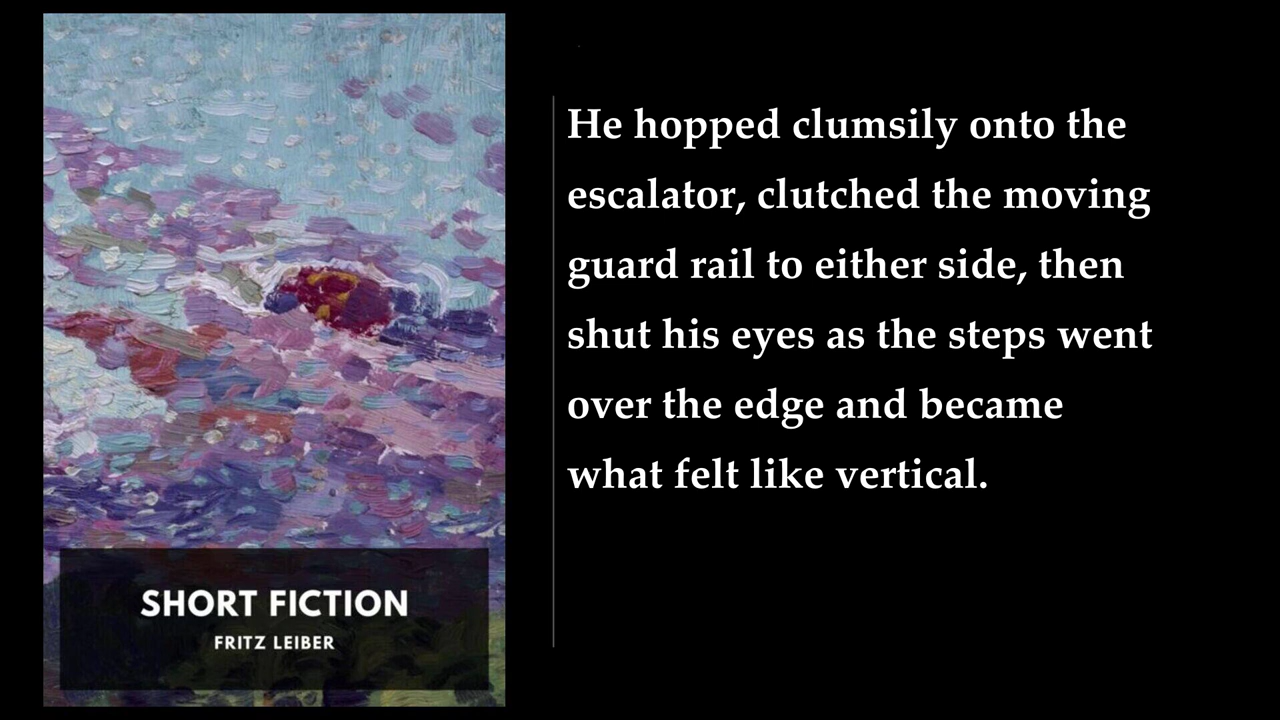 SHORT FICTION
FRITZ LEIBER
He hopped clumsily onto the
escalator, clutched the moving
guard rail to either side, then
shut his eyes as the steps went
over the edge and became
what felt like vertical.